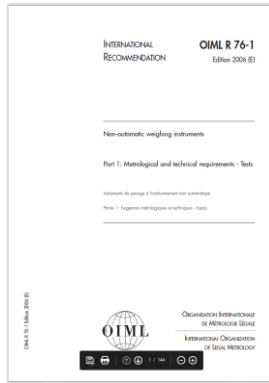 INTERNATIONAL
RECOMMENDATION
OIML R 76-1
Edition 2006 (E)
Non-automatic weighing instruments
Part 1: Metrological and technical requirements - Tests
Instruments de pesage à fonctionnement non automatique
Partie 1: Exigences métrologiques et techniques - Essais
OIML R 76-1 Edition 2006 (E)
OIML
ORGANISATION INTERNATIONALE
DE MÉTROLOGIE LÉGALE
INTERNATIONAL ORGANIZATION
OF LEGAL METROLOGY
1 / 144